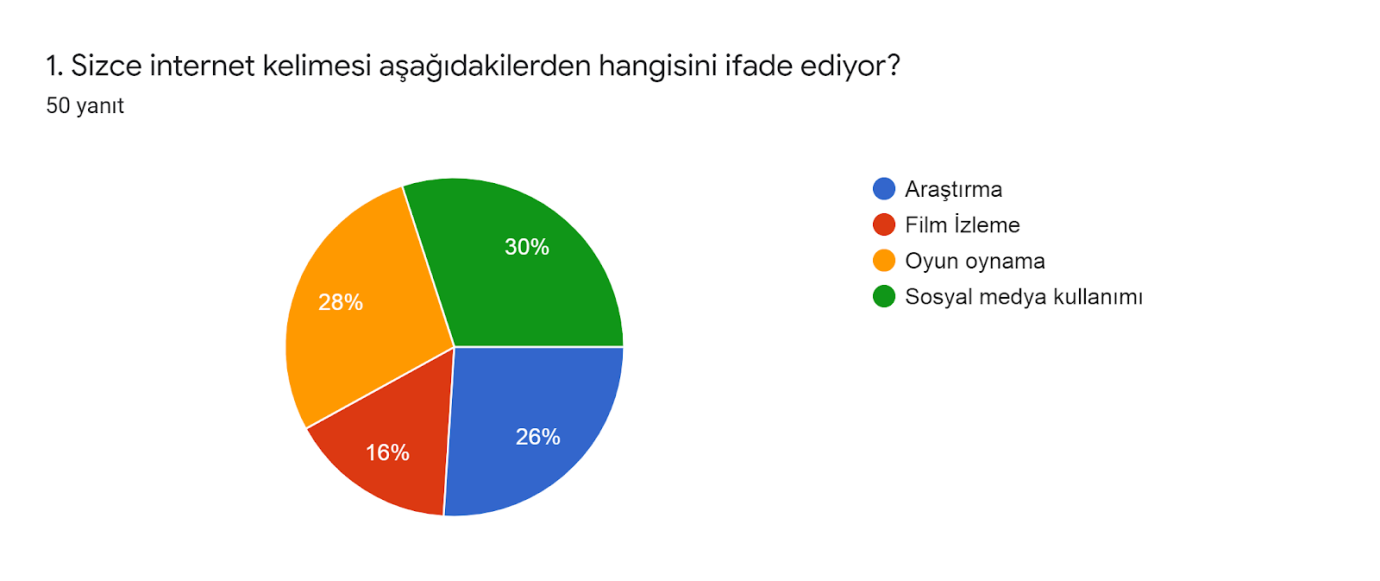 1. Sizce internet kelimesi aşağıdakilerden hangisini ifade ediyor?
50 yanıt
30%
28%
26%
16%
Araştırma
Film İzleme
Oyun oynama
Sosyal medya kullanımı